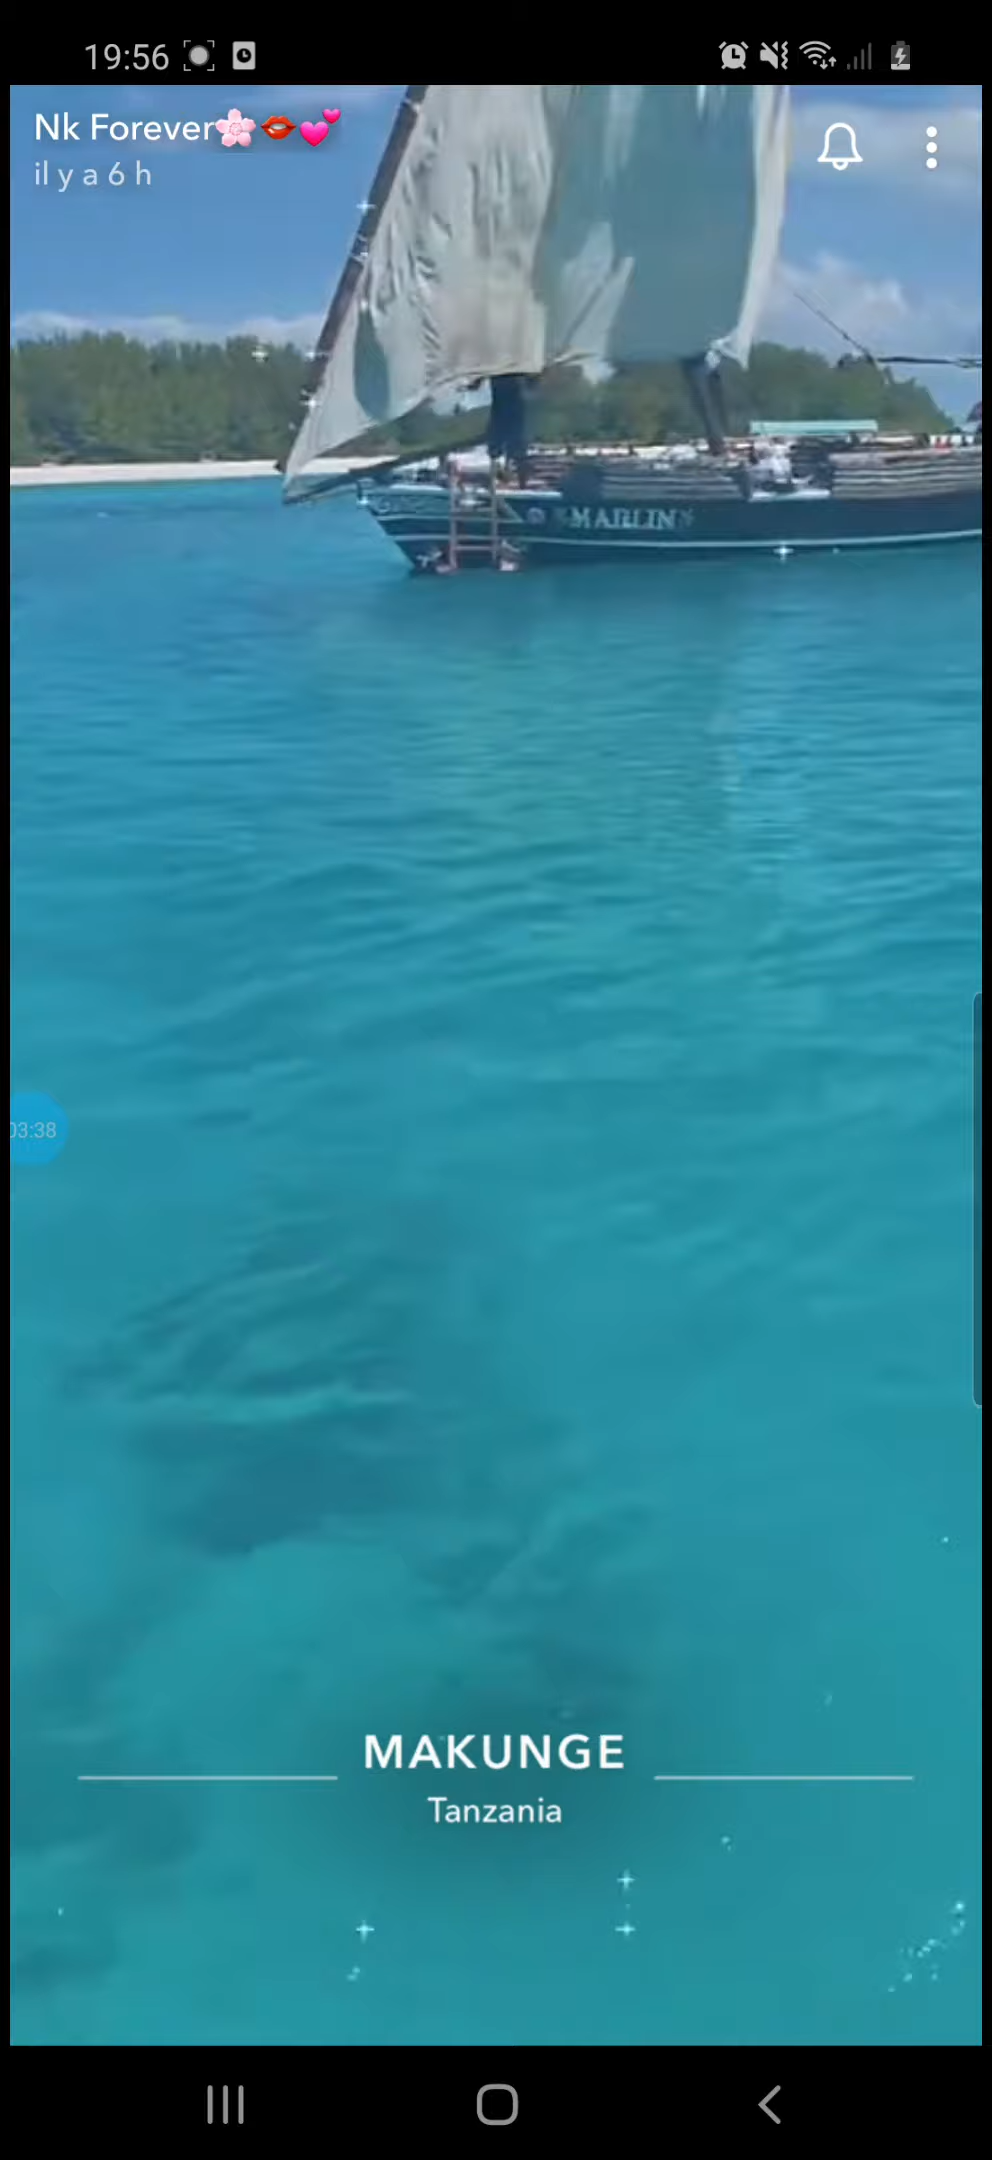 19:56
Nk Forever🌸👄💕
il y a 6 h
MARLIN
03:38
MAKUNGE
Tanzania